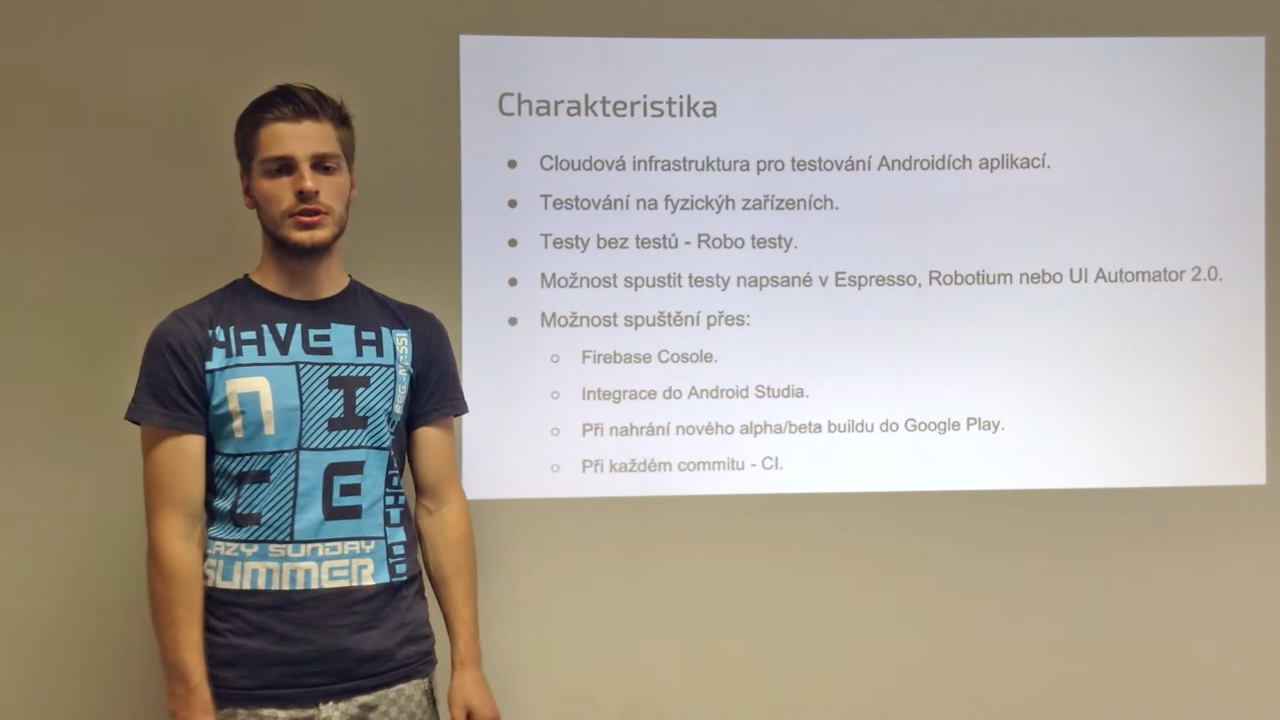 Charakteristika
Cloudová infrastruktura pro testování Androidích aplikací.
Testování na fyzickýh zařízeních.
Testy bez testů - Robo testy.
Možnost spustit testy napsané v Espresso, Robotium nebo UI Automator 2.0.
Možnost spuštění přes:
Firebase Cosole.
Integrace do Android Studia.
Při nahrání nového alpha/beta buildu do Google Play.
Při každém commitu - CI.
HAVE A
NI
CE
LAZY SUNDAY
SUMMER